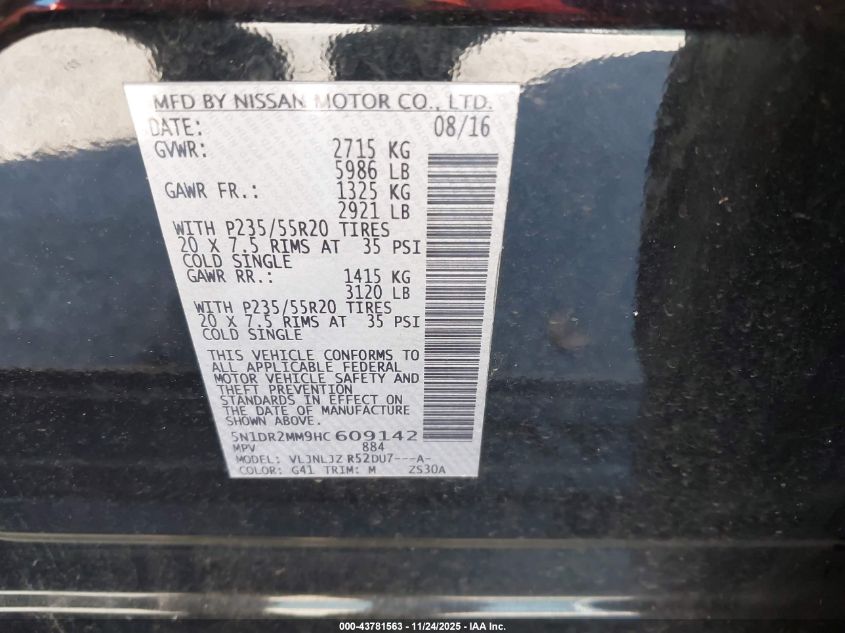 MFD BY NISSAN MOTOR CO., LTD.
DATE: 08/16
GVWR: 2715 KG
5986 LB
GAWR FR.: 1325 KG
2921 LB
WITH P235/55R20 TIRES
20 X 7.5 RIMS AT 35 PSI
COLD SINGLE
GAWR RR.: 1415 KG
3120 LB
WITH P235/55R20 TIRES
20 X 7.5 RIMS AT 35 PSI
COLD SINGLE
THIS VEHICLE CONFORMS TO
ALL APPLICABLE FEDERAL
MOTOR VEHICLE SAFETY AND
THEFT PREVENTION
STANDARDS IN EFFECT ON
THE DATE OF MANUFACTURE
SHOWN ABOVE.
5N1DR2MM9HC 609142
MPV 884
MODEL: VLJNLJZ R52DU7---A-
COLOR: G41 TRIM: M ZS30A
000-43781563 - 11/24/2025 - IAA Inc.